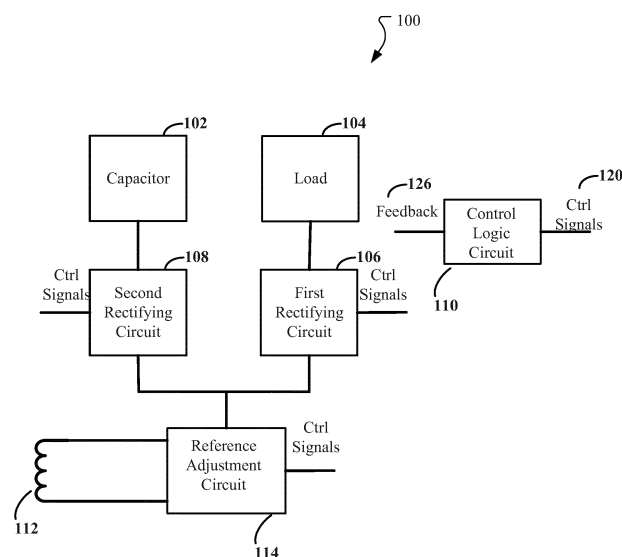 100
102
104
Capacitor
Load
126
Feedback
Control
Logic
Circuit
120
Ctrl
Signals
110
108
106
Ctrl
Signals
Second
Rectifying
Circuit
First
Rectifying
Circuit
Ctrl
Signals
Reference
Adjustment
Circuit
Ctrl
Signals
112
114